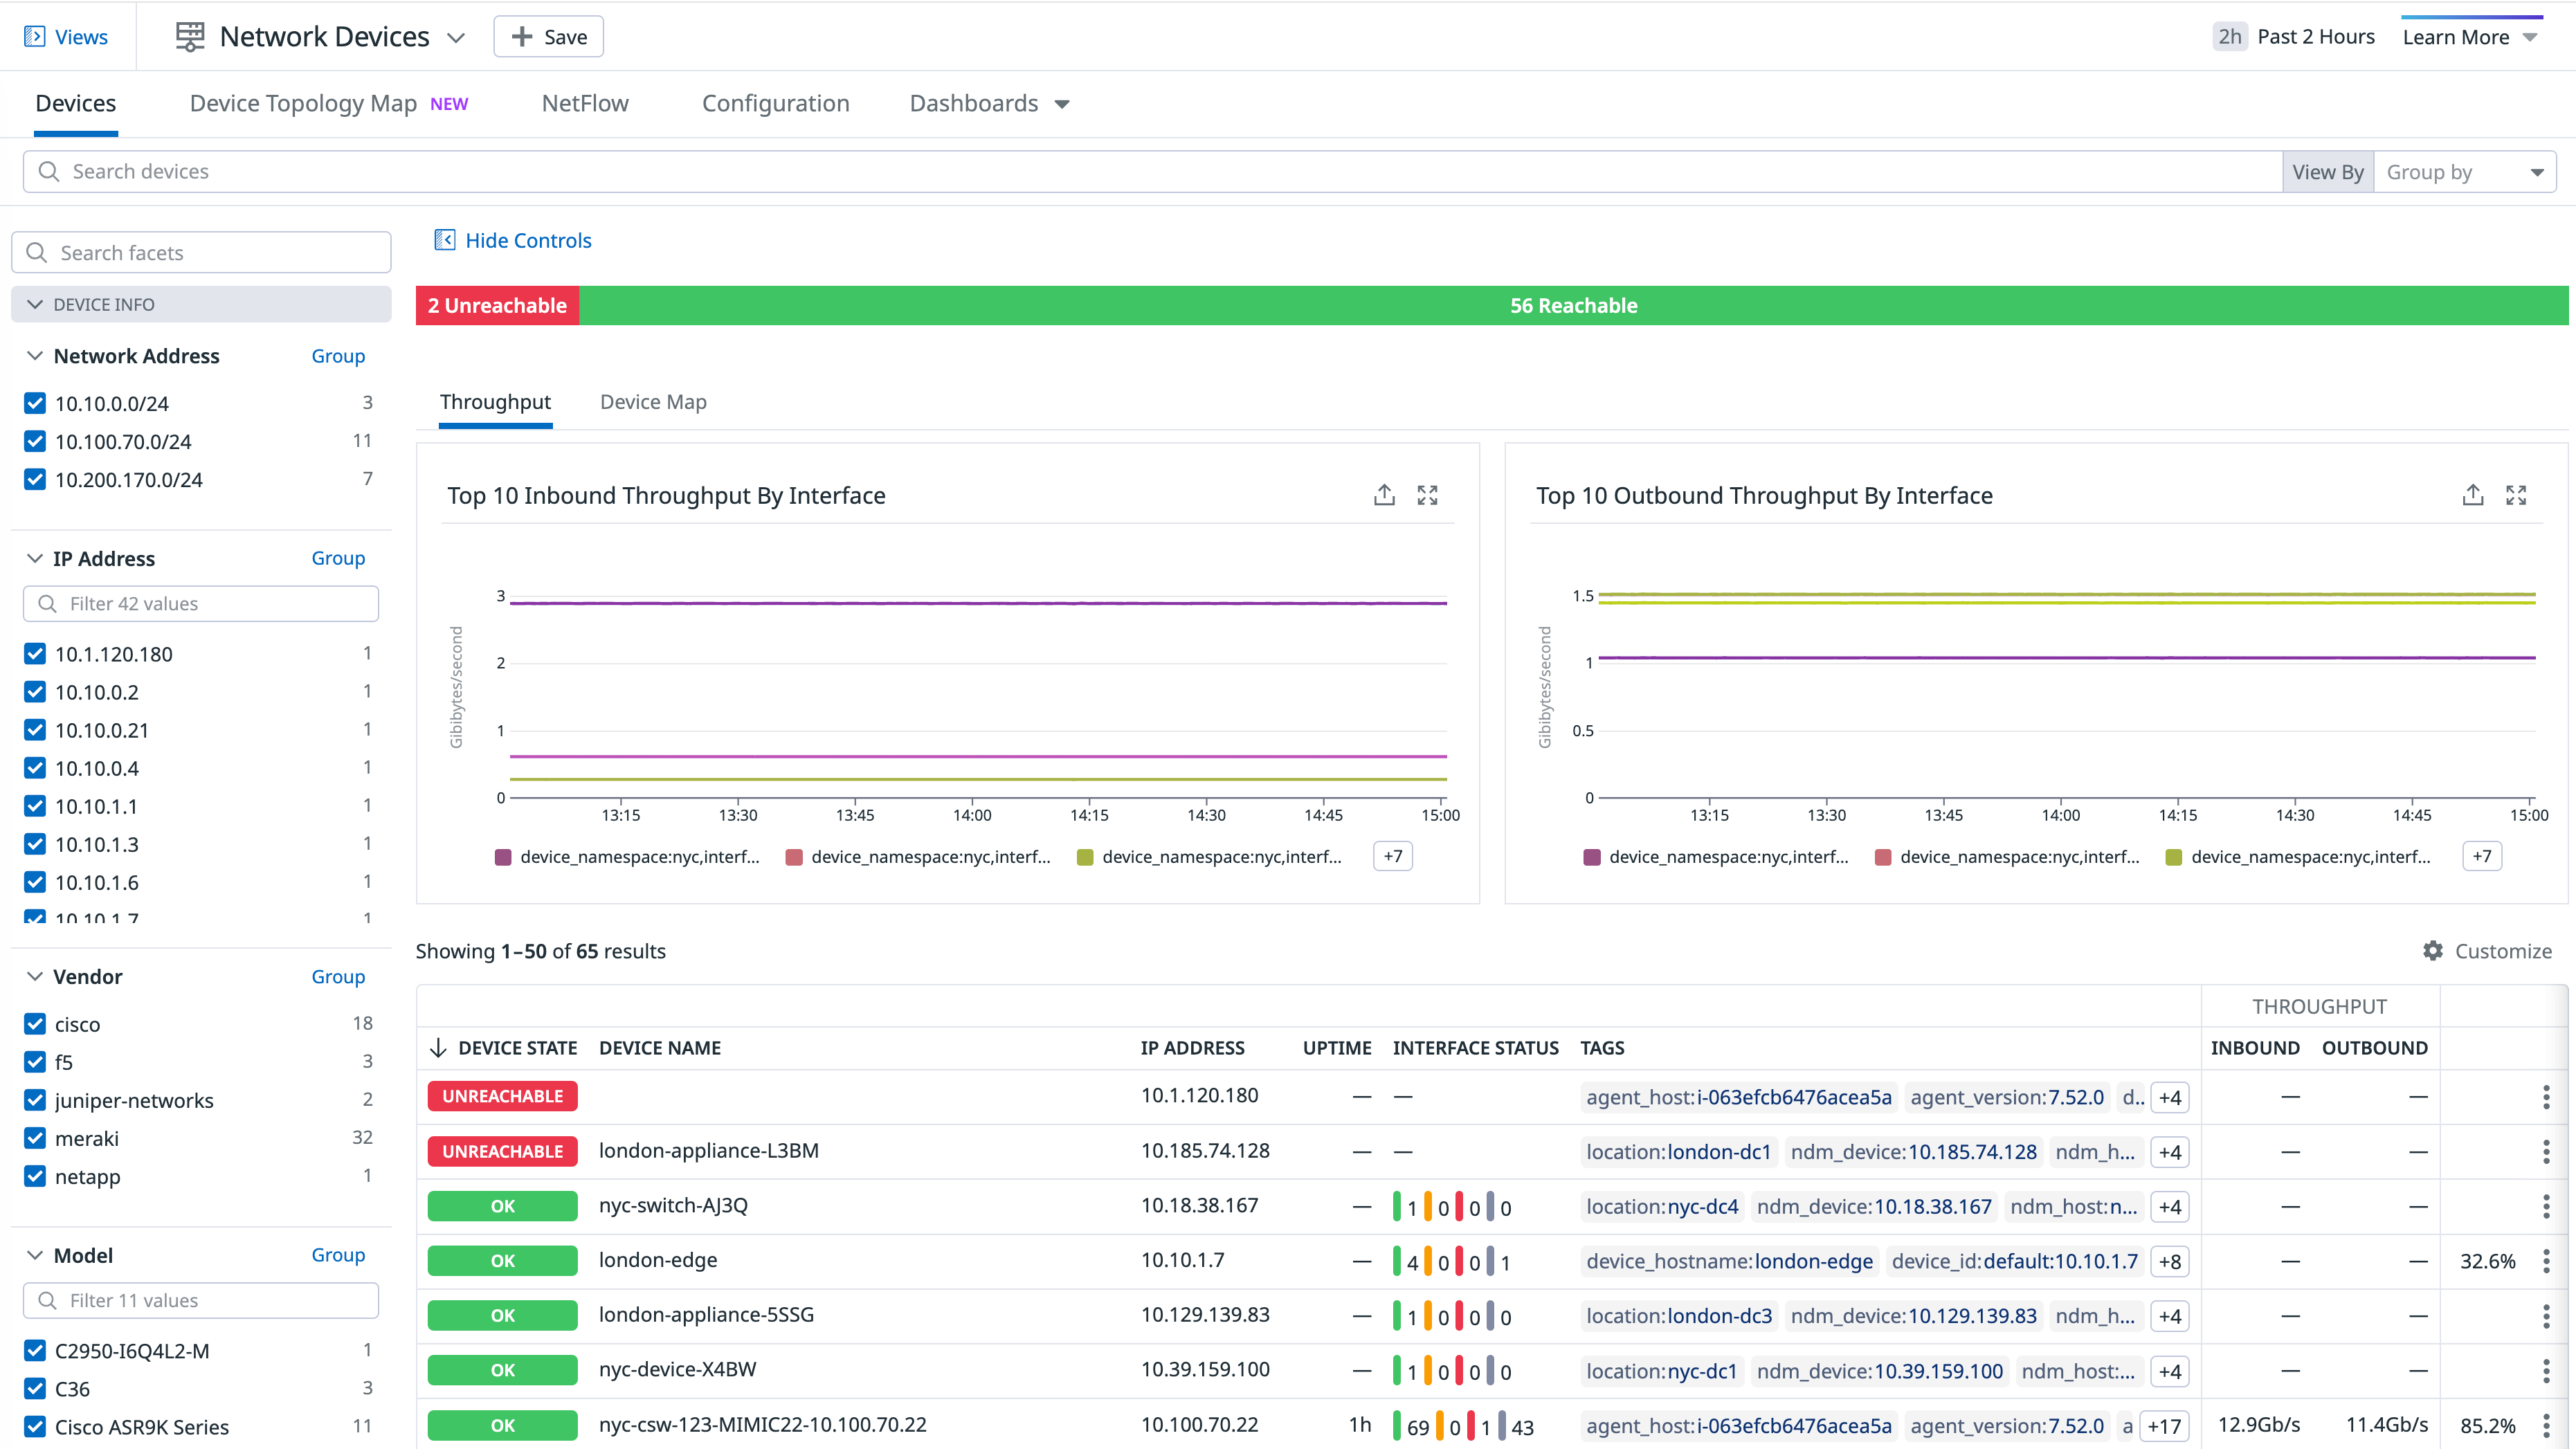 Views
Network Devices
Save
2h Past 2 Hours
Learn More
Devices
Device Topology Map NEW
NetFlow
Configuration
Dashboards
Search devices
View By
Group by
Search facets
DEVICE INFO
Network Address Group
10.10.0.0/24 3
10.100.70.0/24 11
10.200.170.0/24 7
IP Address Group
Filter 42 values
10.1.120.180 1
10.10.0.2 1
10.10.0.21 1
10.10.0.4 1
10.10.1.1 1
10.10.1.3 1
10.10.1.6 1
10.10.1.7 1
Vendor Group
cisco 18
f5 3
juniper-networks 2
meraki 32
netapp 1
Model Group
Filter 11 values
C2950-I6Q4L2-M 1
C36 3
Cisco ASR9K Series 11
Hide Controls
2 Unreachable
56 Reachable
Throughput
Device Map
Top 10 Inbound Throughput By Interface
Gibibytes/second
3
2
1
0
13:15 13:30 13:45 14:00 14:15 14:30 14:45 15:00
device_namespace:nyc,interf... device_namespace:nyc,interf... device_namespace:nyc,interf... +7
Top 10 Outbound Throughput By Interface
Gibibytes/second
1.5
1
0.5
0
13:15 13:30 13:45 14:00 14:15 14:30 14:45 15:00
device_namespace:nyc,interf... device_namespace:nyc,interf... device_namespace:nyc,interf... +7
Showing 1–50 of 65 results
Customize
THROUGHPUT
DEVICE STATE DEVICE NAME IP ADDRESS UPTIME INTERFACE STATUS TAGS INBOUND OUTBOUND
UNREACHABLE 10.1.120.180 — — agent_host:i-063efcb6476acea5a agent_version:7.52.0 d.. +4 — —
UNREACHABLE london-appliance-L3BM 10.185.74.128 — — location:london-dc1 ndm_device:10.185.74.128 ndm_h... +4 — —
OK nyc-switch-AJ3Q 10.18.38.167 — 1 0 0 0 location:nyc-dc4 ndm_device:10.18.38.167 ndm_host:n... +4 — —
OK london-edge 10.10.1.7 — 4 0 0 1 device_hostname:london-edge device_id:default:10.10.1.7 +8 — — 32.6%
OK london-appliance-5SSG 10.129.139.83 — 1 0 0 0 location:london-dc3 ndm_device:10.129.139.83 ndm_h... +4 — —
OK nyc-device-X4BW 10.39.159.100 — 1 0 0 0 location:nyc-dc1 ndm_device:10.39.159.100 ndm_host:... +4 — —
OK nyc-csw-123-MIMIC22-10.100.70.22 10.100.70.22 1h 69 0 1 43 agent_host:i-063efcb6476acea5a agent_version:7.52.0 a +17 12.9Gb/s 11.4Gb/s 85.2%